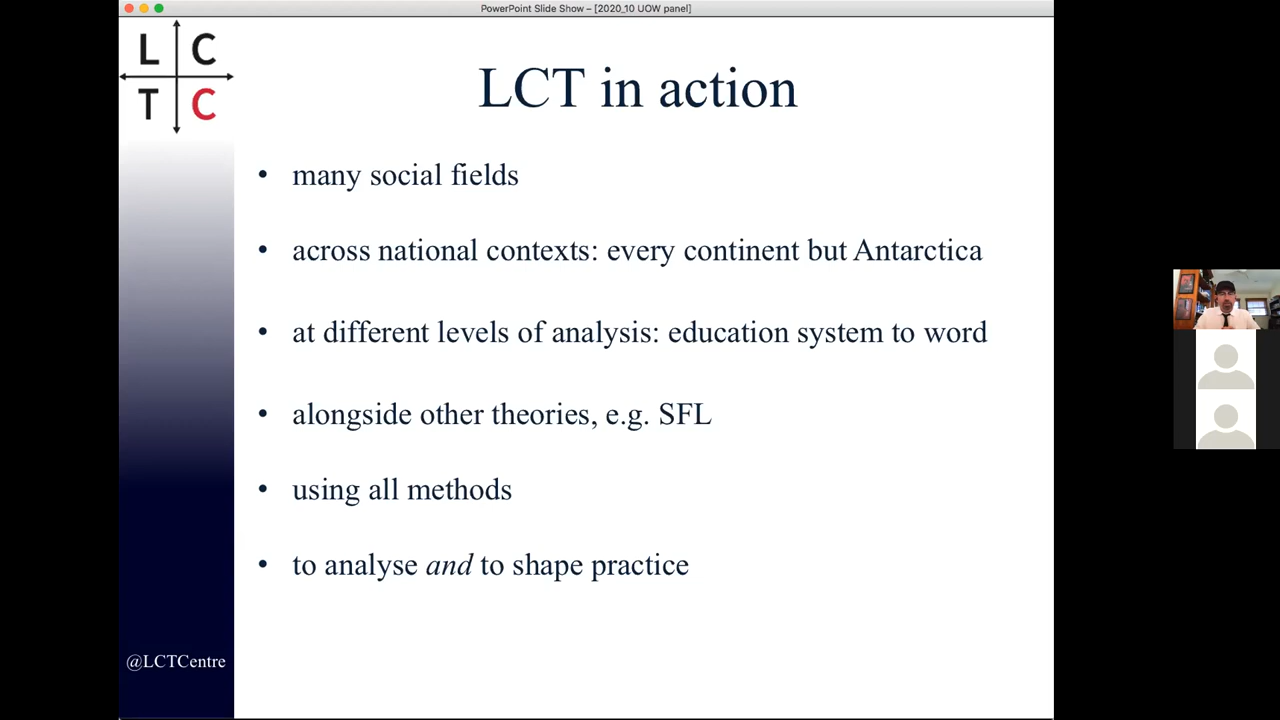 PowerPoint Slide Show – [2020_10 UOW panel]
L C
T C
LCT in action
• many social fields
• across national contexts: every continent but Antarctica
• at different levels of analysis: education system to word
• alongside other theories, e.g. SFL
• using all methods
• to analyse and to shape practice
@LCTCentre